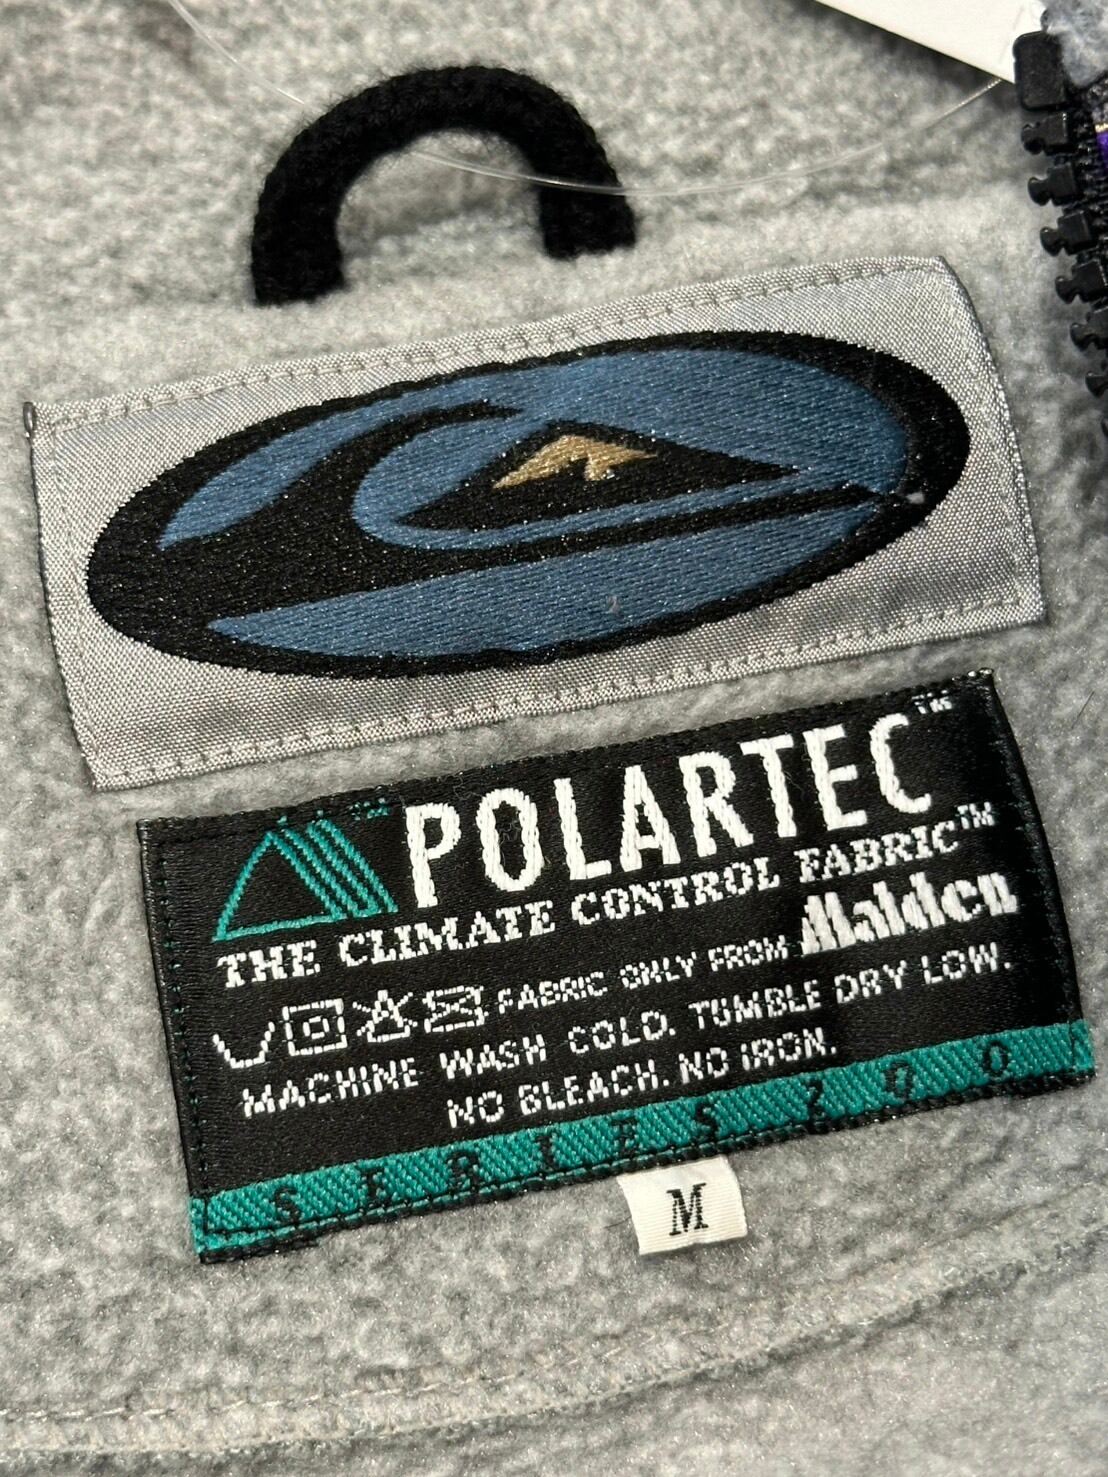 POLARTEC™
THE CLIMATE CONTROL FABRIC™
FABRIC ONLY FROM Malden
MACHINE WASH COLD. TUMBLE DRY LOW.
NO BLEACH. NO IRON.
SERIES 200
M